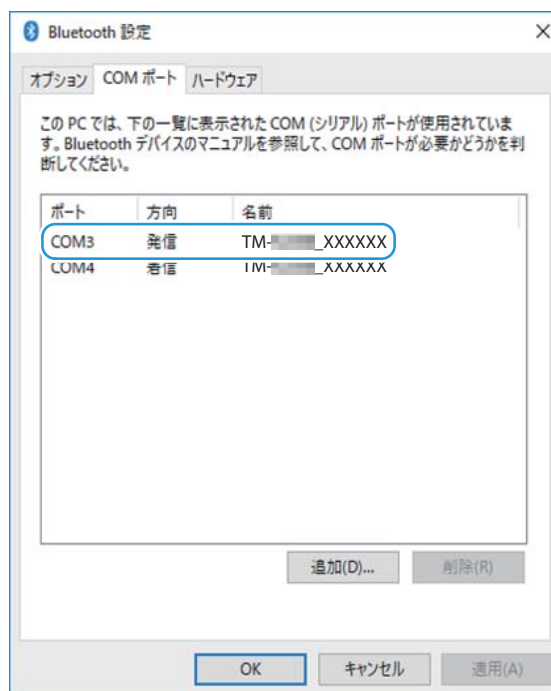 Bluetooth 設定
オプション COM ポート ハードウェア
この PC では、下の一覧に表示された COM (シリアル) ポートが使用されていま
す。Bluetooth デバイスのマニュアルを参照して、COM ポートが必要かどうかを判
断してください。
ポート 方向 名前
COM3 発信 TM- _XXXXXX
COM4 着信 TM- _XXXXXX
追加(D)... 削除(R)
OK キャンセル 適用(A)